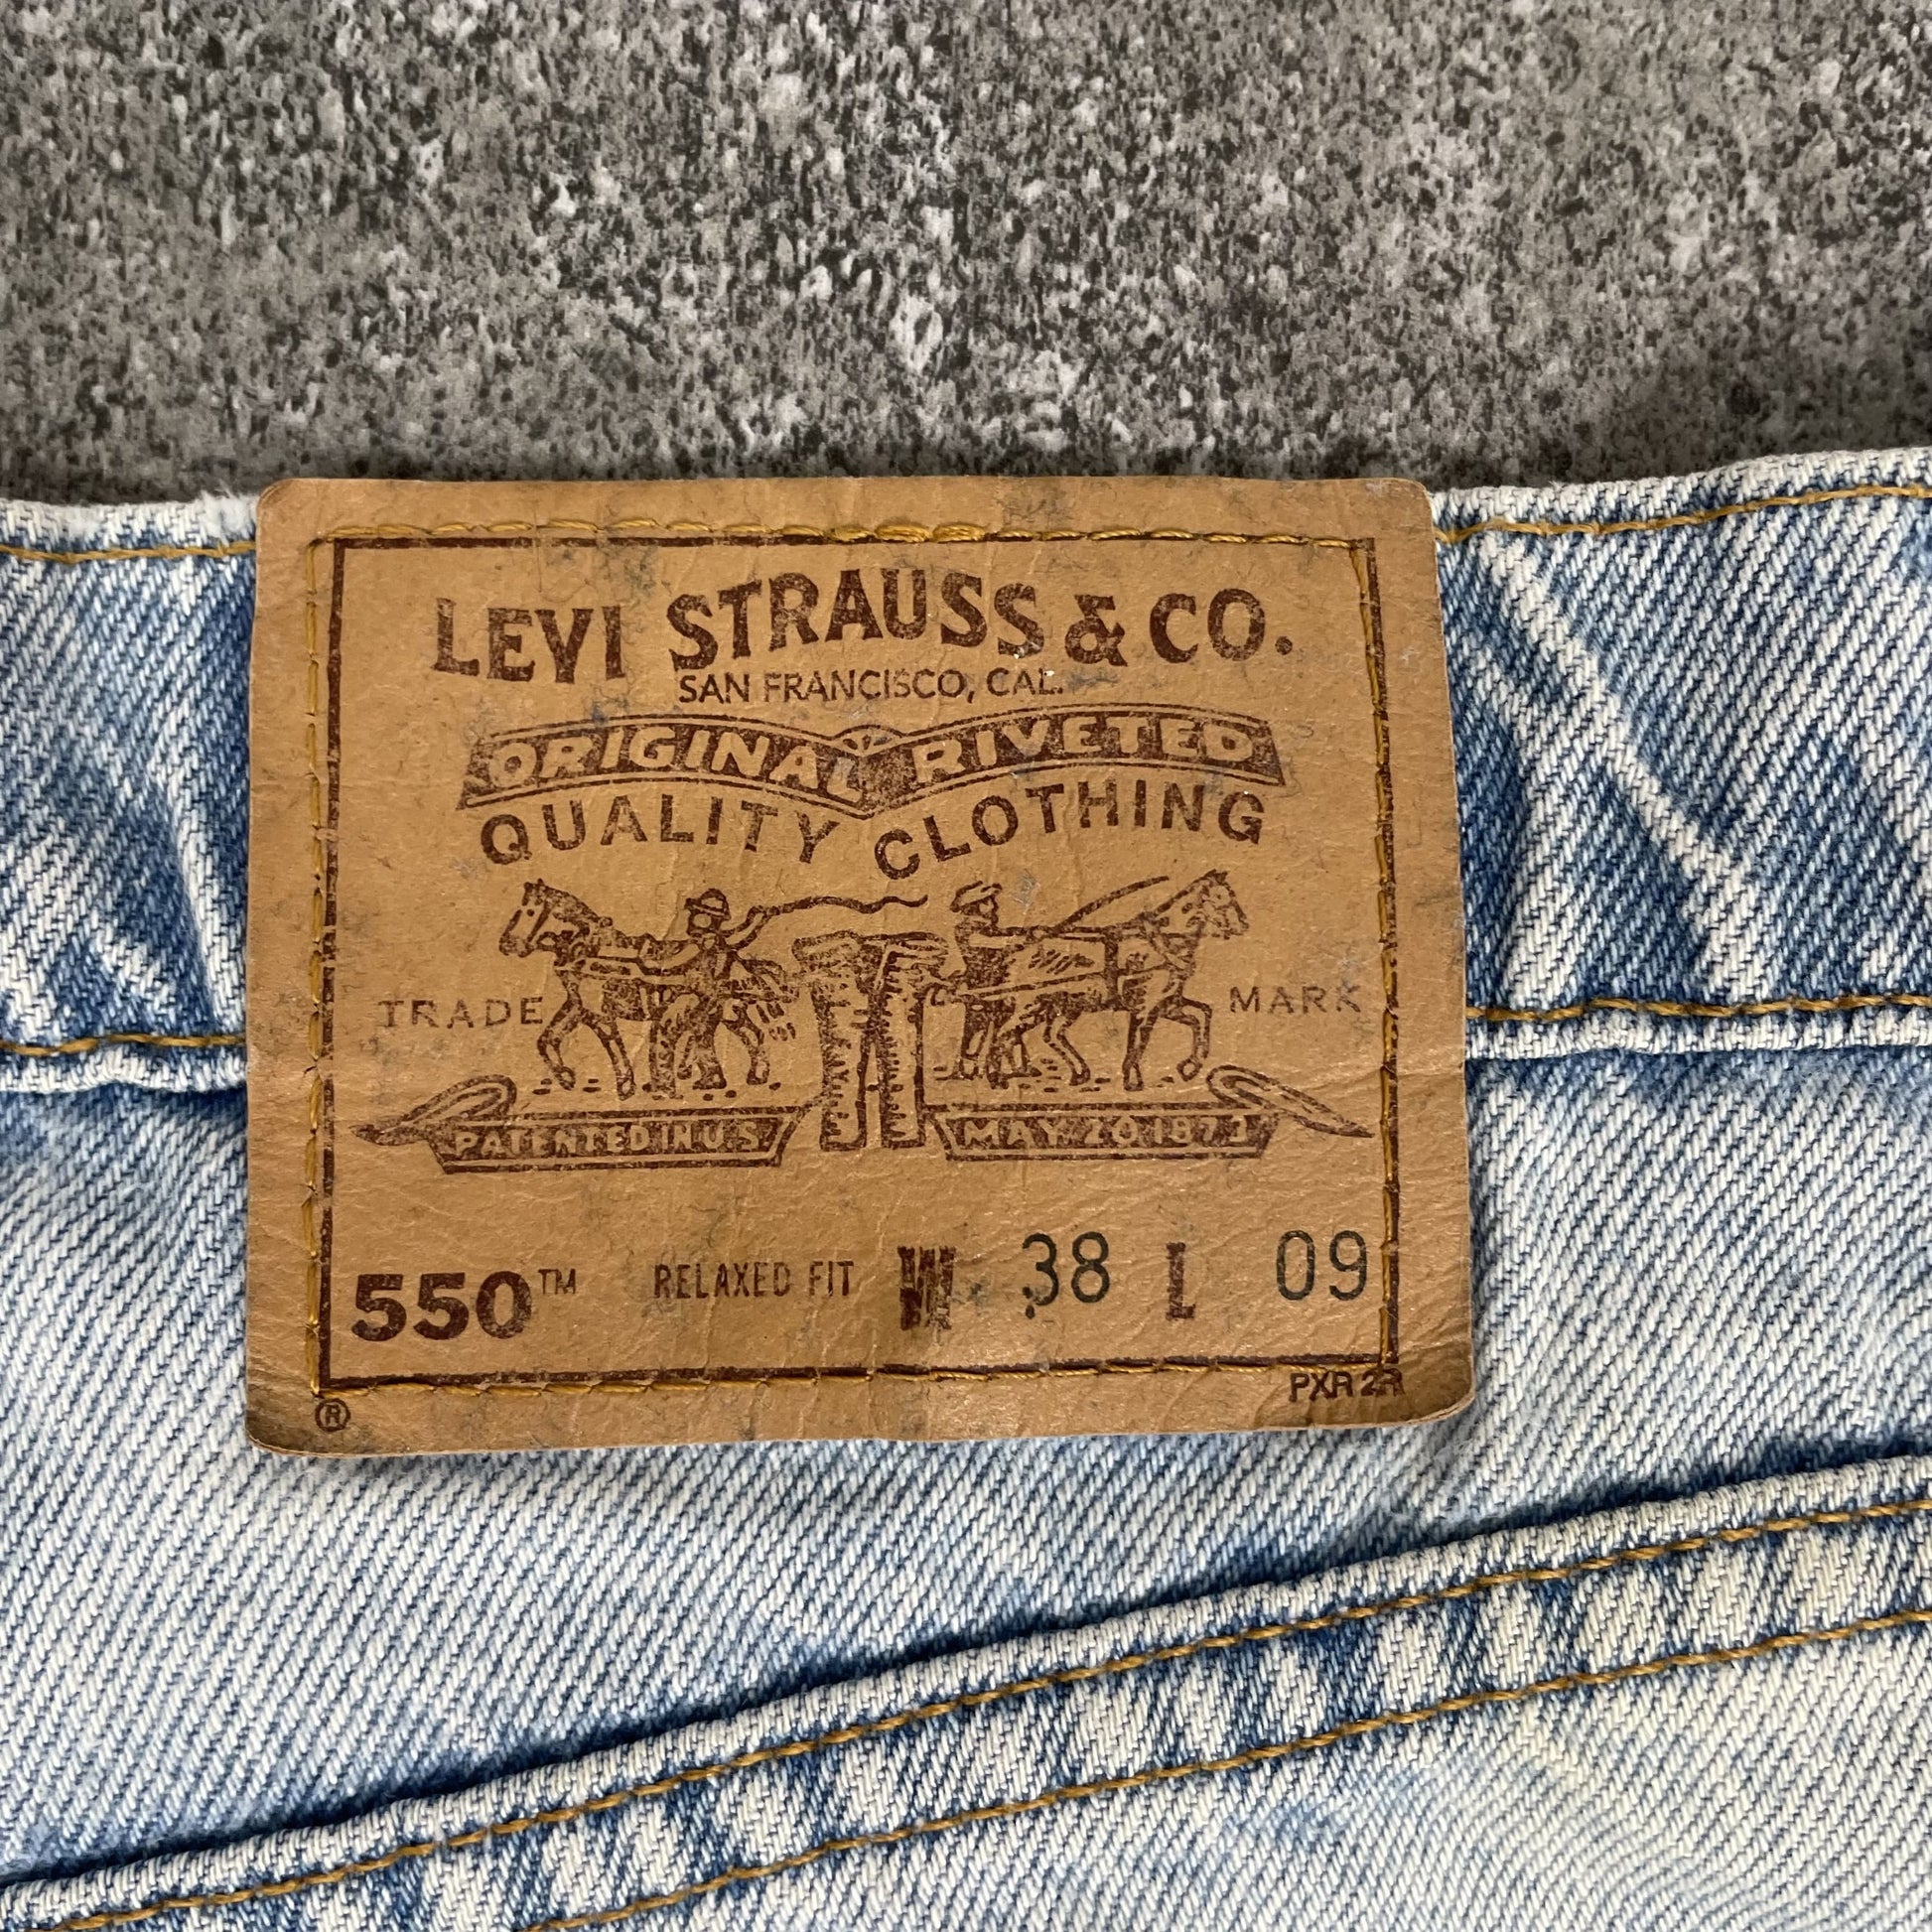 LEVI STRAUSS & CO.
SAN FRANCISCO, CAL.
ORIGINAL RIVETED
QUALITY CLOTHING
TRADE MARK
PATENTED IN U.S. MAY 20 1873
550™ RELAXED FIT W 38 L 09
® PXR 2R